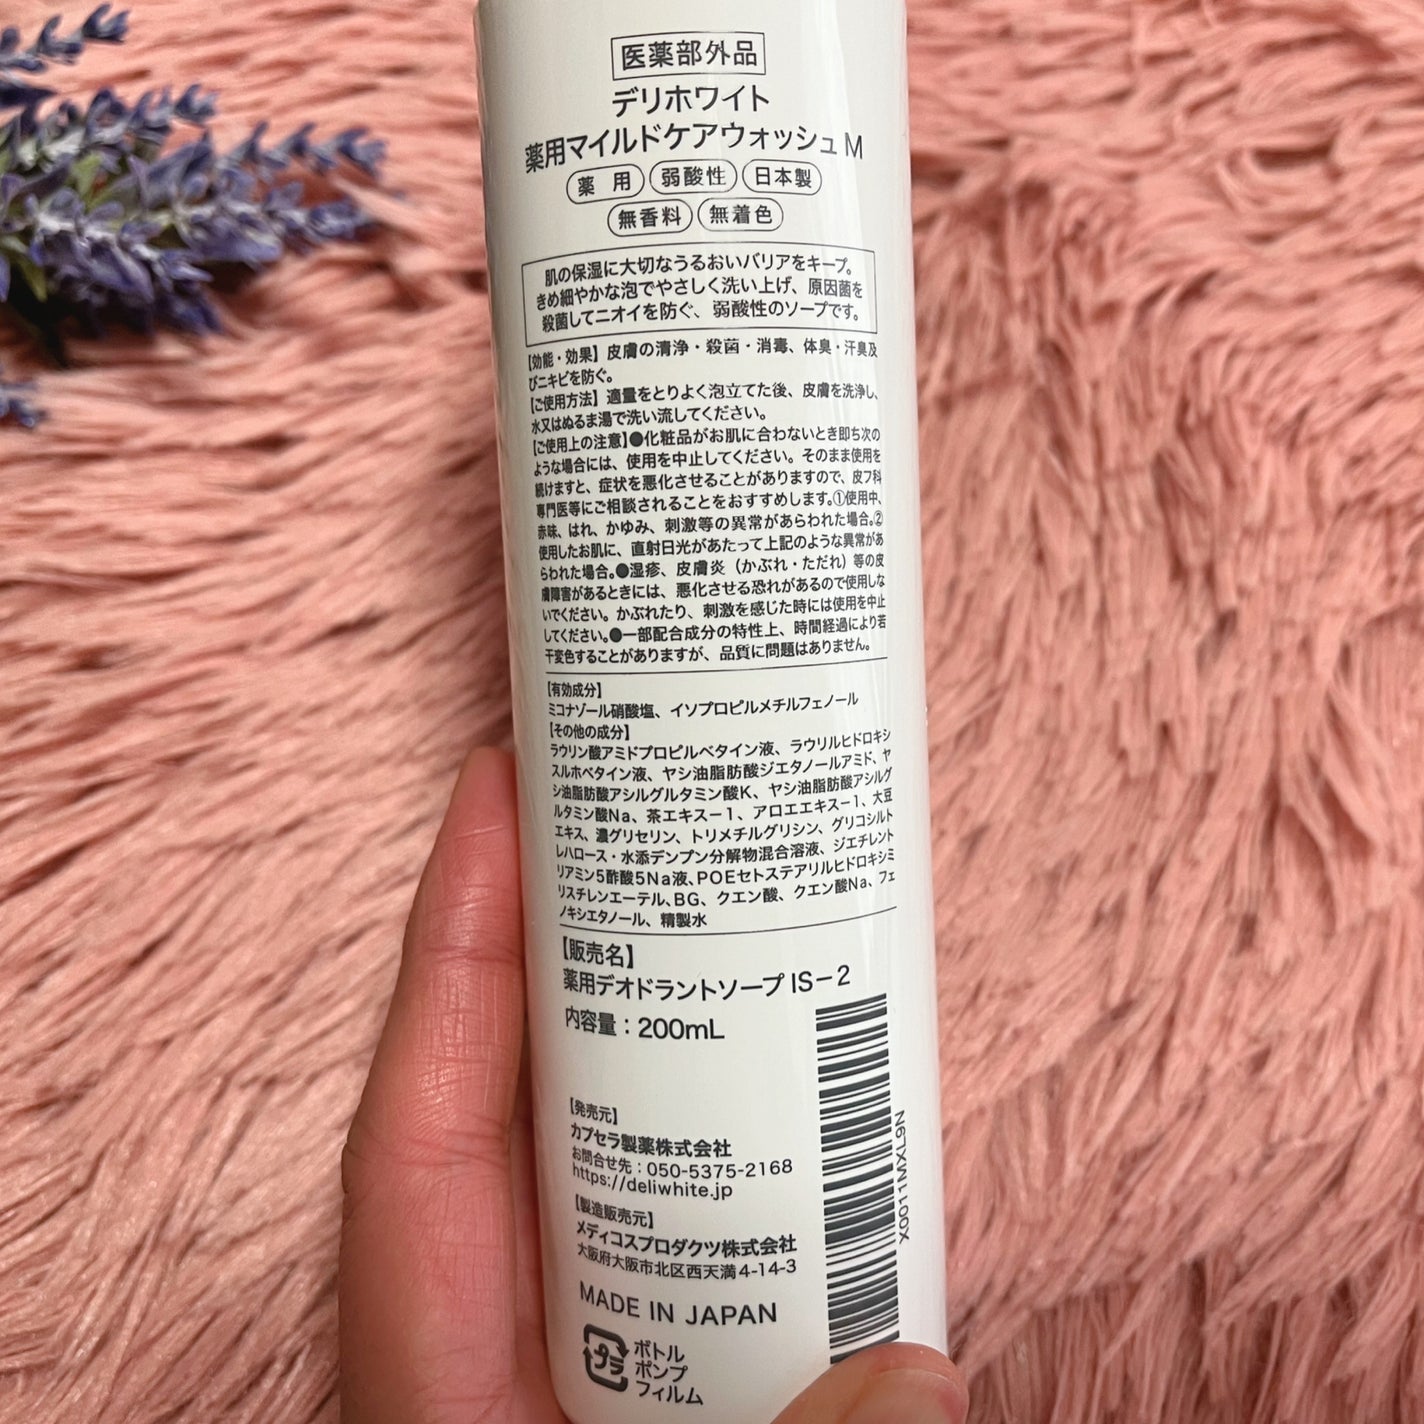 医薬部外品
デリホワイト
薬用マイルドケアウォッシュ M
薬 用 弱酸性 日本製
無香料 無着色
肌の保湿に大切なうるおいバリアをキープ。
きめ細やかな泡でやさしく洗い上げ、原因菌を
殺菌してニオイを防ぐ、弱酸性のソープです。
【効能・効果】皮膚の清浄・殺菌・消毒、体臭・汗臭及
びニキビを防ぐ。
【ご使用方法】適量をとりよく泡立てた後、皮膚を洗浄し、
水又はぬるま湯で洗い流してください。
【ご使用上の注意】●化粧品がお肌に合わないとき即ち次の
ような場合には、使用を中止してください。そのまま使用を
続けますと、症状を悪化させることがありますので、皮フ科
専門医等にご相談されることをおすすめします。①使用中、
赤味、はれ、かゆみ、刺激等の異常があらわれた場合。②
使用したお肌に、直射日光があたって上記のような異常があ
らわれた場合。●湿疹、皮膚炎（かぶれ・ただれ）等の皮
膚障害があるときには、悪化させる恐れがあるので使用しな
いでください。かぶれたり、刺激を感じた時には使用を中止
してください。●一部配合成分の特性上、時間経過により若
干変色することがありますが、品質に問題はありません。
【有効成分】
ミコナゾール硝酸塩、イソプロピルメチルフェノール
【その他の成分】
ラウリン酸アミドプロピルベタイン液、ラウリルヒドロキシ
スルホベタイン液、ヤシ油脂肪酸ジエタノールアミド、ヤ
シ油脂肪酸アシルグルタミン酸K、ヤシ油脂肪酸アシルグ
ルタミン酸Na、茶エキス－1、アロエエキス－1、大豆
エキス、濃グリセリン、トリメチルグリシン、グリコシルト
レハロース・水添デンプン分解物混合溶液、ジエチレント
リアミン5酢酸5Na液、POEセトステアリルヒドロキシミ
リスチレンエーテル、BG、クエン酸、クエン酸Na、フェ
ノキシエタノール、精製水
【販売名】
薬用デオドラントソープ IS－2
内容量：200mL
【発売元】
カプセラ製薬株式会社
お問合せ先：050-5375-2168
https://deliwhite.jp
【製造販売元】
メディコスプロダクツ株式会社
大阪府大阪市北区西天満4-14-3
MADE IN JAPAN
プラ
ボトル
ポンプ
フィルム
X0011MXL9N